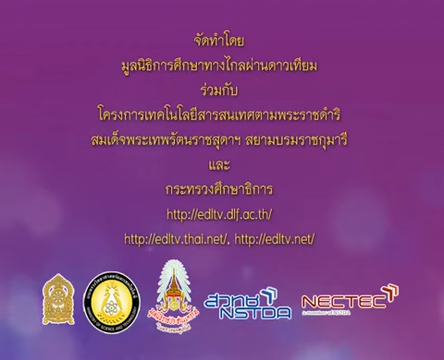 จัดทำโดย
มูลนิธิการศึกษาทางไกลผ่านดาวเทียม
ร่วมกับ
โครงการเทคโนโลยีสารสนเทศตามพระราชดำริ
สมเด็จพระเทพรัตนราชสุดาฯ สยามบรมราชกุมารี
และ
กระทรวงศึกษาธิการ
http://edltv.dlf.ac.th/
http://edltv.thai.net/, http://edltv.net/
สวทช
NSTDA
NECTEC